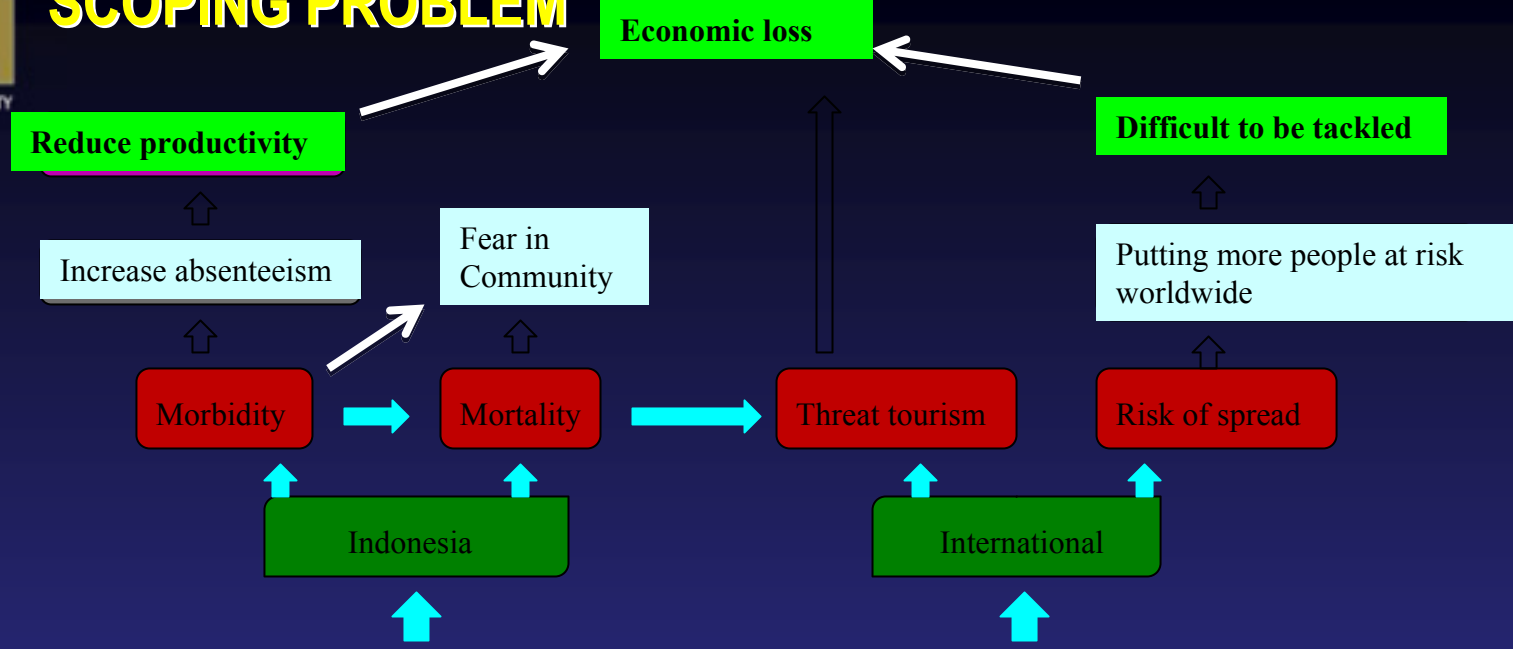 SCOPING PROBLEM
Economic loss
Reduce productivity
Difficult to be tackled
Increase absenteeism
Fear in
Community
Putting more people at risk
worldwide
Morbidity
Mortality
Threat tourism
Risk of spread
Indonesia
International